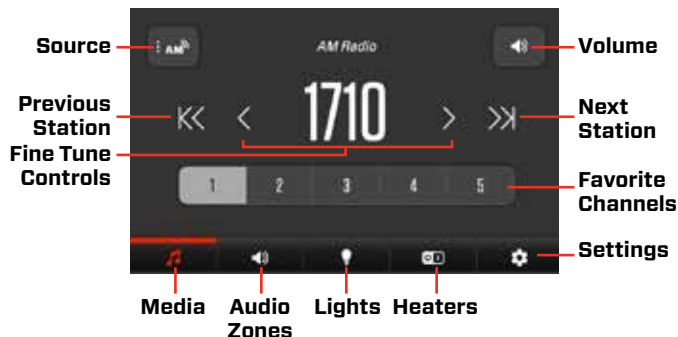 Source
AM
AM Radio
Volume
Previous
Station
1710
Next
Station
Fine Tune
Controls
1 2 3 4 5
Favorite
Channels
Settings
Media
Audio
Zones
Lights
Heaters